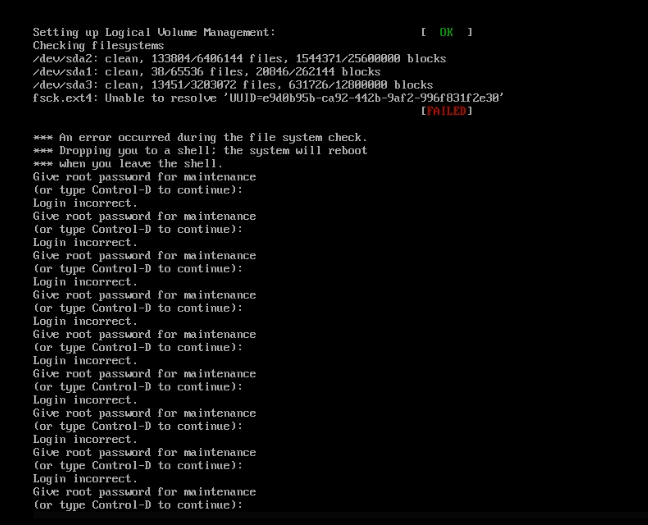 Setting up Logical Volume Management: [ OK ]
Checking filesystems
/dev/sda2: clean, 133804/6406144 files, 1544371/25600000 blocks
/dev/sda1: clean, 38/65536 files, 20846/262144 blocks
/dev/sda3: clean, 13451/3203072 files, 631726/12800000 blocks
fsck.ext4: Unable to resolve 'UUID=e9d0b95b-ca92-442b-9af2-996f831f2e30'
[FAILED]
*** An error occurred during the file system check.
*** Dropping you to a shell; the system will reboot
*** when you leave the shell.
Give root password for maintenance
(or type Control-D to continue):
Login incorrect.
Give root password for maintenance
(or type Control-D to continue):
Login incorrect.
Give root password for maintenance
(or type Control-D to continue):
Login incorrect.
Give root password for maintenance
(or type Control-D to continue):
Login incorrect.
Give root password for maintenance
(or type Control-D to continue):
Login incorrect.
Give root password for maintenance
(or type Control-D to continue):
Login incorrect.
Give root password for maintenance
(or type Control-D to continue):
Login incorrect.
Give root password for maintenance
(or type Control-D to continue):
Login incorrect.
Give root password for maintenance
(or type Control-D to continue):